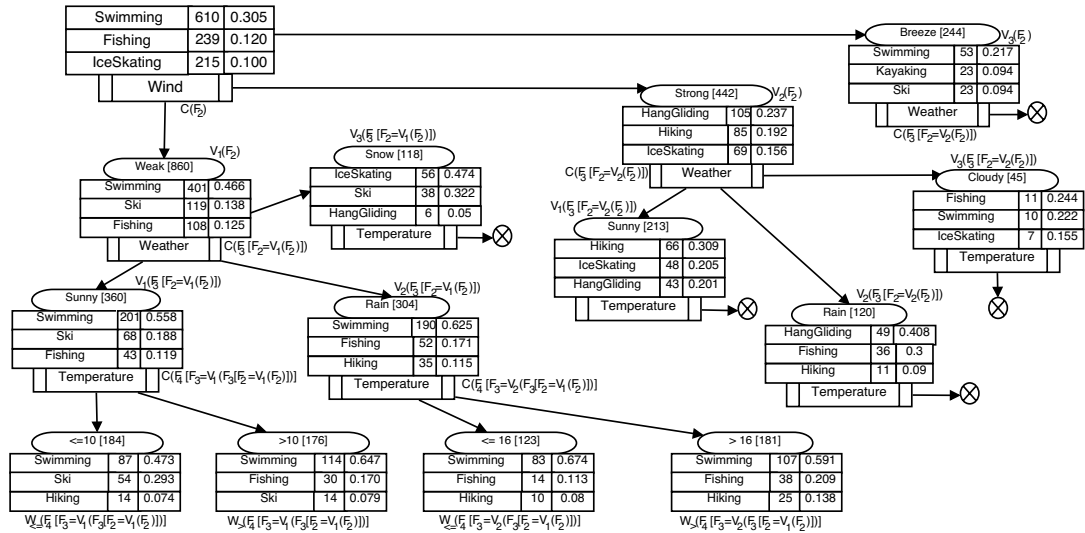 Swimming 610 0.305
Fishing 239 0.120
IceSkating 215 0.100
Wind
C(F2)
Breeze [244] V3(F2)
Swimming 53 0.217
Kayaking 23 0.094
Ski 23 0.094
Weather
C(F3 [F2=V2(F2)])
Strong [442] V2(F2)
HangGliding 105 0.237
Hiking 85 0.192
IceSkating 69 0.156
C(F3 [F2=V2(F2)]) Weather
Weak [860] V1(F2)
Swimming 401 0.466
Ski 119 0.138
Fishing 108 0.125
Weather C(F3 [F2=V1(F2)])
V3(F3 [F2=V1(F2)])
Snow [118]
IceSkating 56 0.474
Ski 38 0.322
HangGliding 6 0.05
Temperature
V3(F3 [F2=V2(F2)])
Cloudy [45]
Fishing 11 0.244
Swimming 10 0.222
IceSkating 7 0.155
Temperature
V1(F3 [F2=V2(F2)])
Sunny [213]
Hiking 66 0.309
IceSkating 48 0.205
HangGliding 43 0.201
Temperature
V2(F3 [F2=V2(F2)])
Rain [120]
HangGliding 49 0.408
Fishing 36 0.3
Hiking 11 0.09
Temperature
V1(F3 [F2=V1(F2)])
Sunny [360]
Swimming 201 0.558
Ski 68 0.188
Fishing 43 0.119
Temperature C(F4 [F3=V1(F3[F2=V1(F2)])]
V2(F3 [F2=V1(F2)])
Rain [304]
Swimming 190 0.625
Fishing 52 0.171
Hiking 35 0.115
Temperature C(F4 [F3=V2(F3[F2=V1(F2)])]
<=10 [184]
Swimming 87 0.473
Ski 54 0.293
Hiking 14 0.074
W<=(F4 [F3=V1(F3[F2=V1(F2)])]
>10 [176]
Swimming 114 0.647
Fishing 30 0.170
Ski 14 0.079
W>(F4 [F3=V1(F3[F2=V1(F2)])]
<= 16 [123]
Swimming 83 0.674
Fishing 14 0.113
Hiking 10 0.08
W<=(F4 [F3=V2(F3[F2=V1(F2)])]
> 16 [181]
Swimming 107 0.591
Fishing 38 0.209
Hiking 25 0.138
W>(F4 [F3=V2(F3[F2=V1(F2)])]